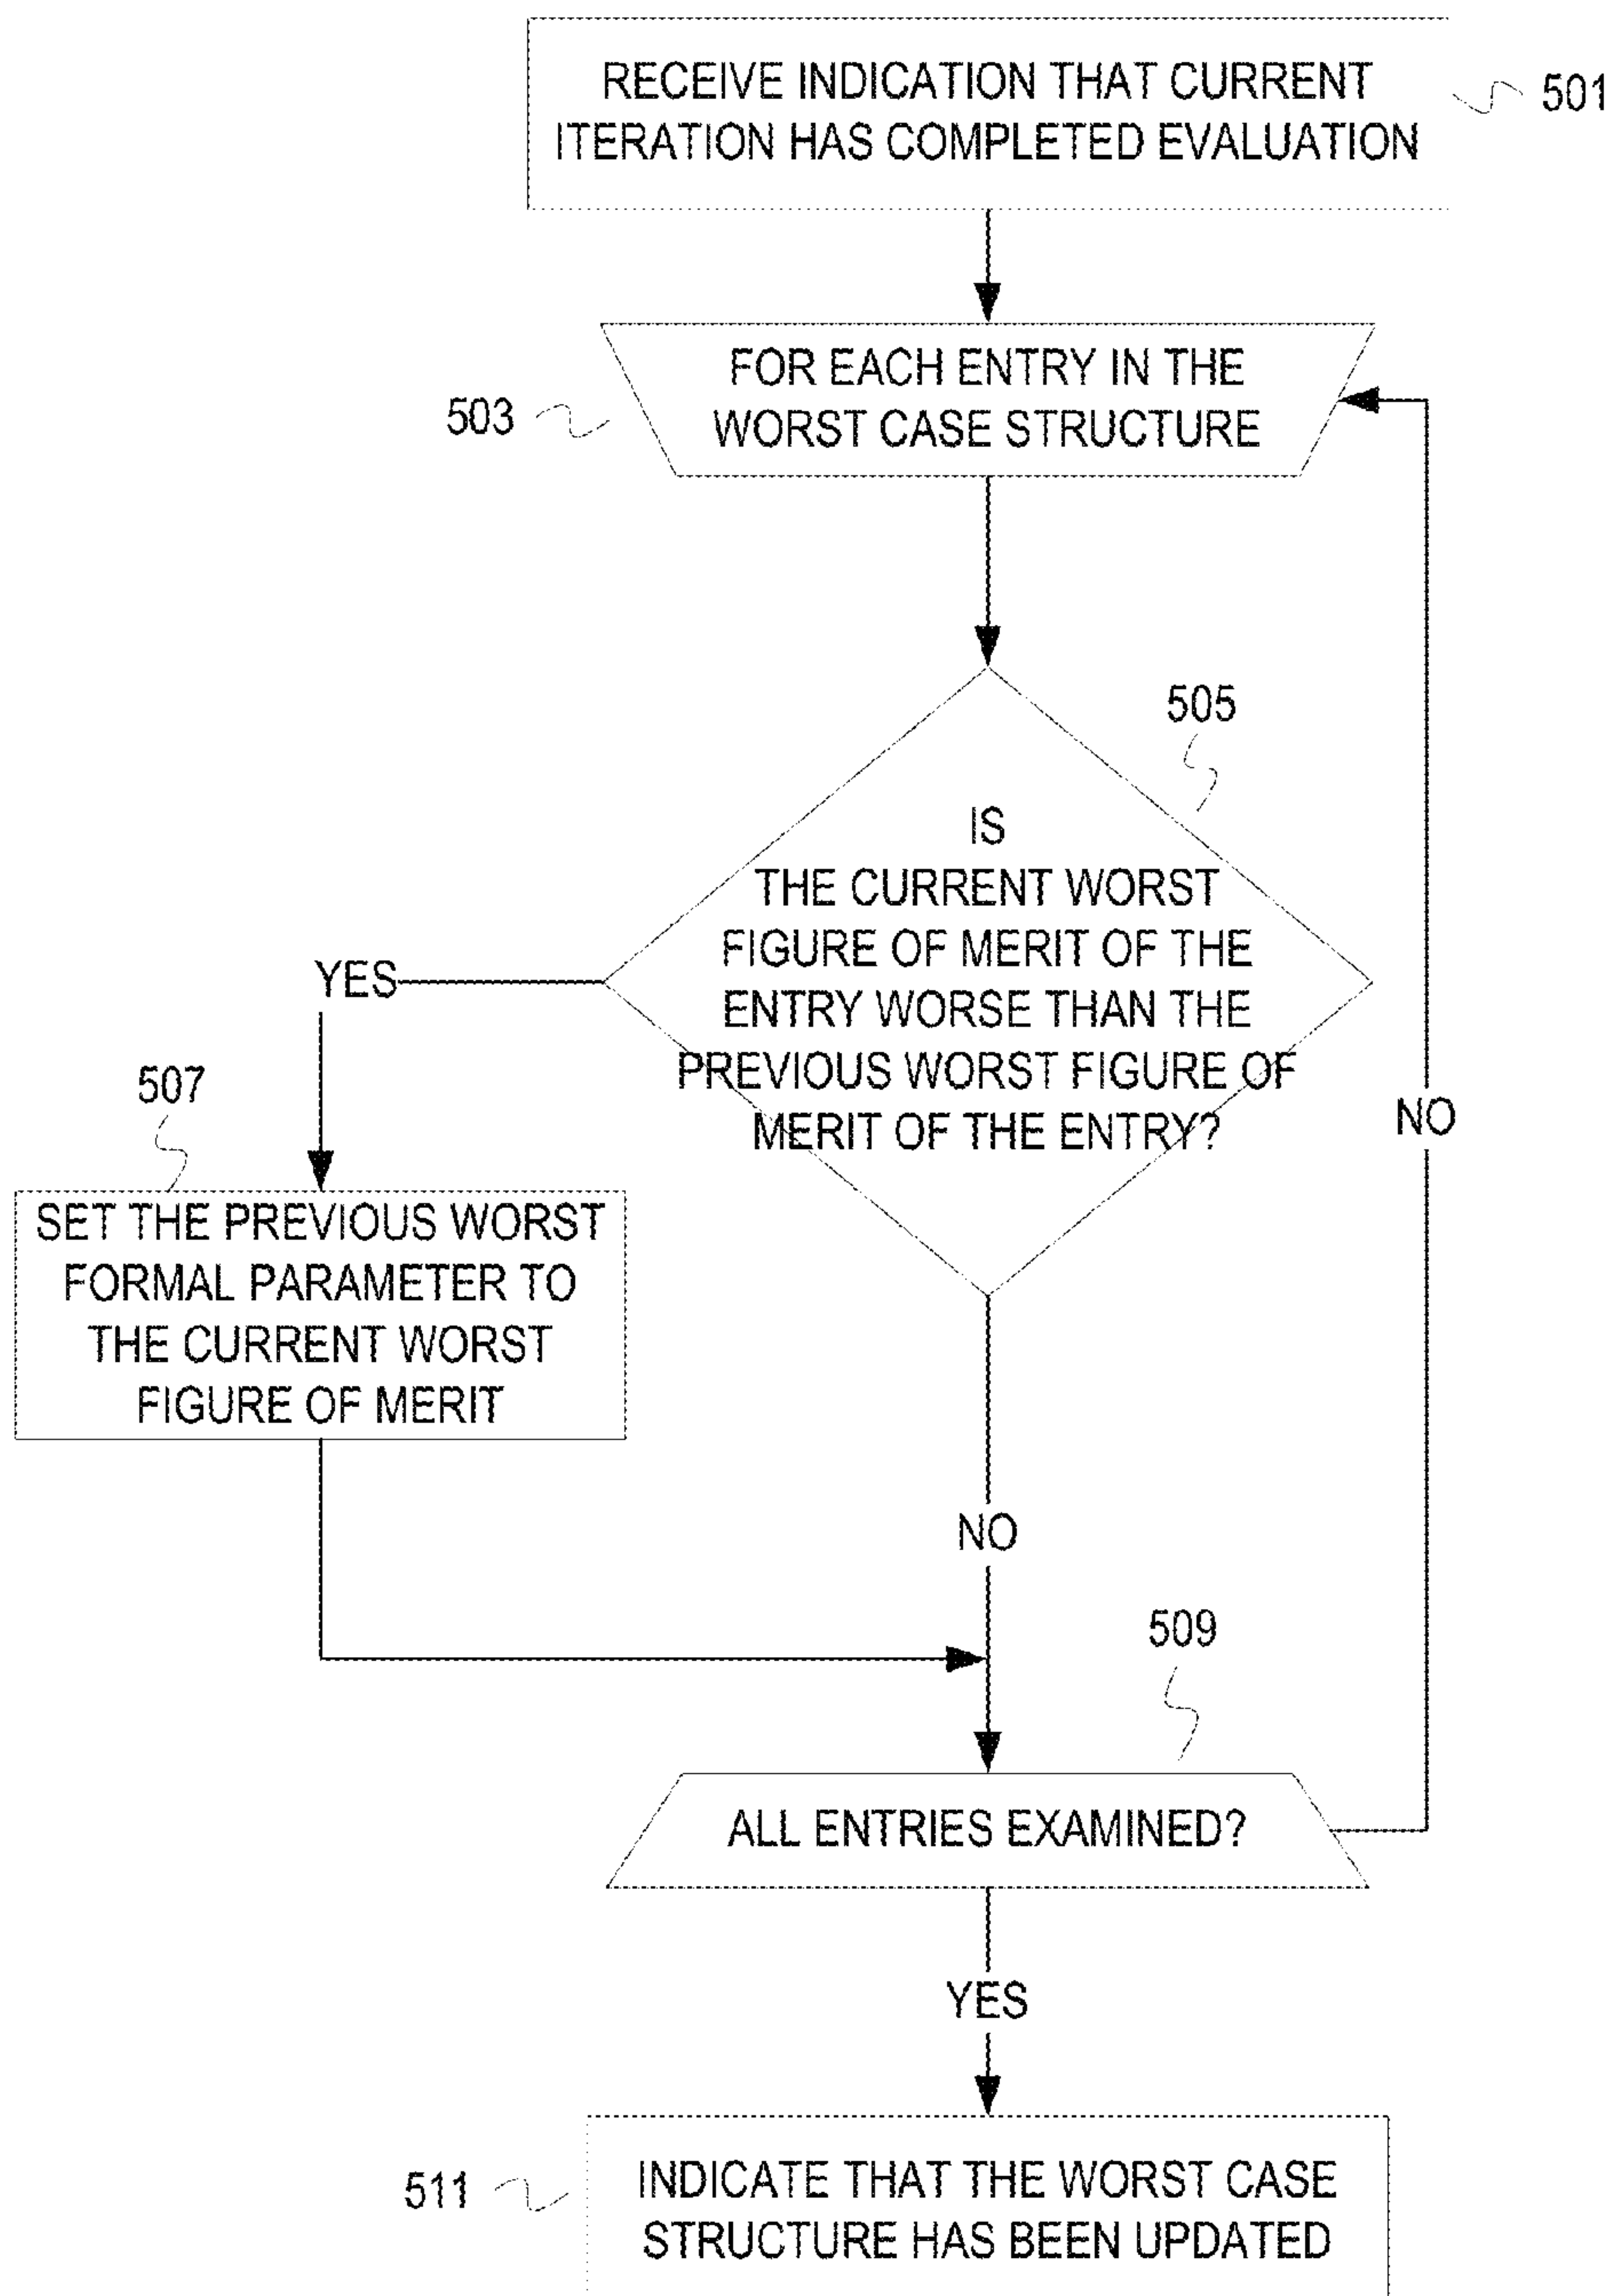 RECEIVE INDICATION THAT CURRENT
ITERATION HAS COMPLETED EVALUATION
501
FOR EACH ENTRY IN THE
WORST CASE STRUCTURE
503
505
IS
THE CURRENT WORST
FIGURE OF MERIT OF THE
ENTRY WORSE THAN THE
PREVIOUS WORST FIGURE OF
MERIT OF THE ENTRY?
YES
507
SET THE PREVIOUS WORST
FORMAL PARAMETER TO
THE CURRENT WORST
FIGURE OF MERIT
NO
NO
509
ALL ENTRIES EXAMINED?
YES
511
INDICATE THAT THE WORST CASE
STRUCTURE HAS BEEN UPDATED